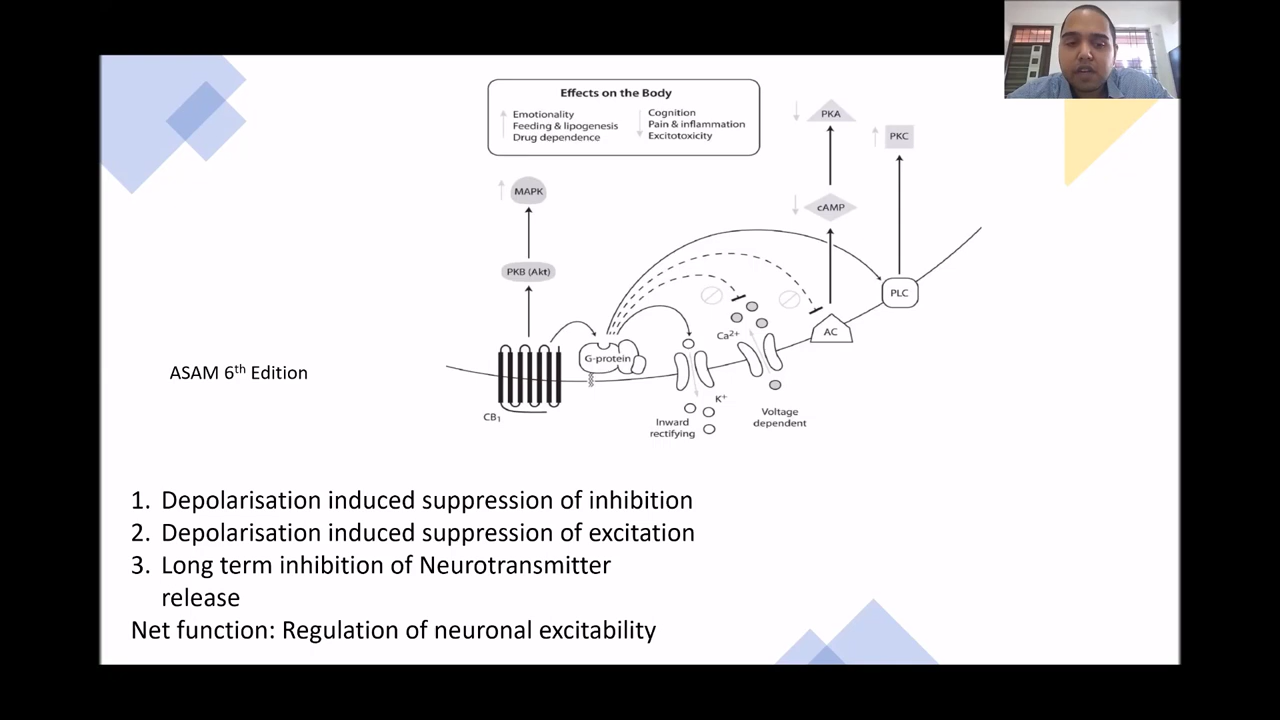 Effects on the Body
Emotionality
Feeding & lipogenesis
Drug dependence
Cognition
Pain & inflammation
Excitotoxicity
PKA
PKC
MAPK
cAMP
PKB (Akt)
PLC
Ca²⁺
AC
G-protein
ASAM 6th Edition
CB₁
K⁺
Inward
rectifying
Voltage
dependent
1. Depolarisation induced suppression of inhibition
2. Depolarisation induced suppression of excitation
3. Long term inhibition of Neurotransmitter
release
Net function: Regulation of neuronal excitability